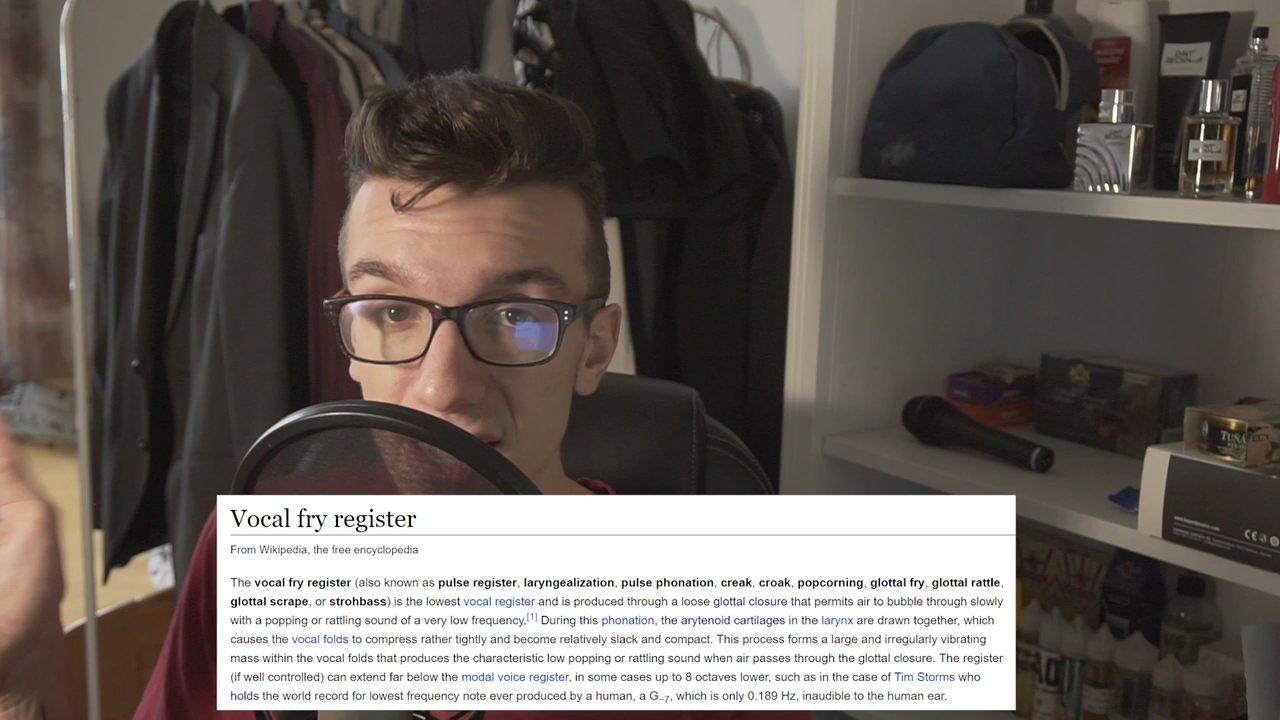 DAVID
BECKHAM
Vocal fry register
From Wikipedia, the free encyclopedia
The vocal fry register (also known as pulse register, laryngealization, pulse phonation, creak, croak, popcorning, glottal fry, glottal rattle,
glottal scrape, or strohbass) is the lowest vocal register and is produced through a loose glottal closure that permits air to bubble through slowly
with a popping or rattling sound of a very low frequency.[1] During this phonation, the arytenoid cartilages in the larynx are drawn together, which
causes the vocal folds to compress rather tightly and become relatively slack and compact. This process forms a large and irregularly vibrating
mass within the vocal folds that produces the characteristic low popping or rattling sound when air passes through the glottal closure. The register
(if well controlled) can extend far below the modal voice register, in some cases up to 8 octaves lower, such as in the case of Tim Storms who
holds the world record for lowest frequency note ever produced by a human, a G₋₇, which is only 0.189 Hz, inaudible to the human ear.
TUNA